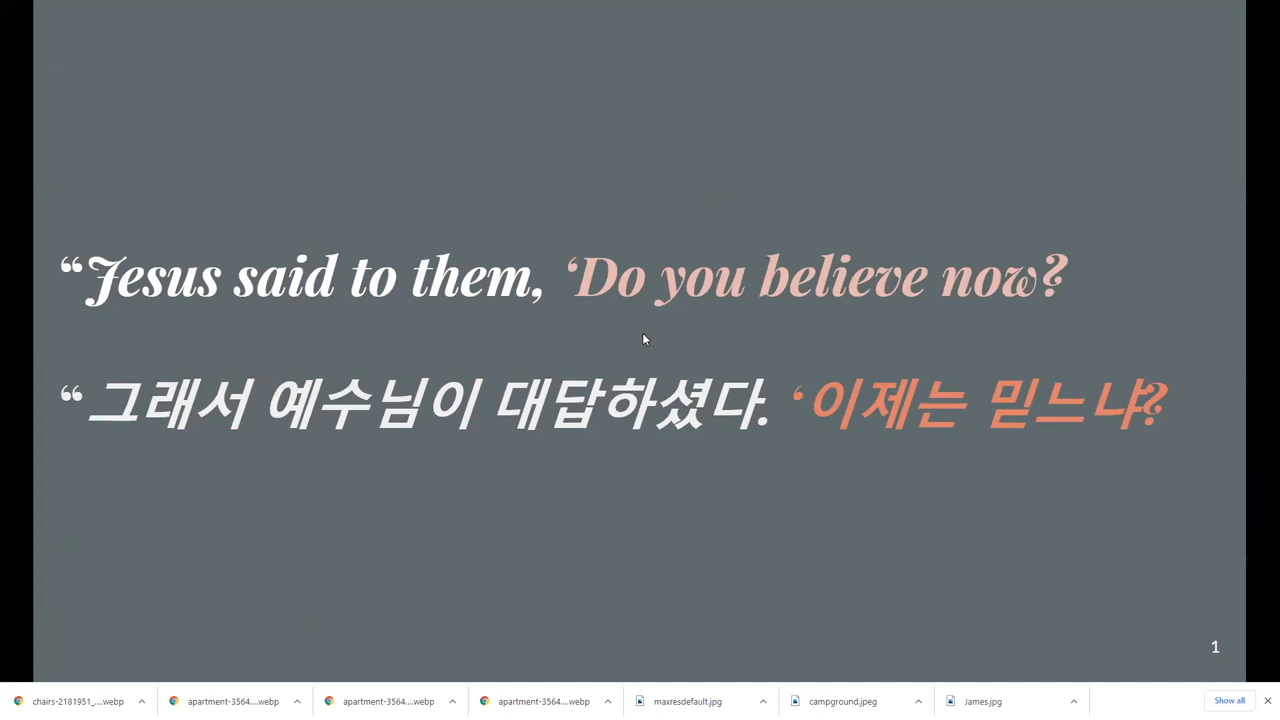 “Jesus said to them, ‘Do you believe now?
“ 그래서 예수님이 대답하셨다. ‘이제는 믿느냐?
1
chairs-2181951_....webp
apartment-3564....webp
apartment-3564....webp
apartment-3564....webp
maxresdefault.jpg
campground.jpeg
James.jpg
Show all